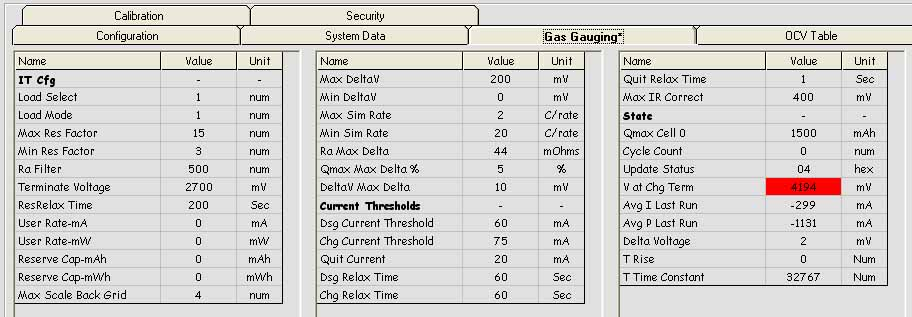 Calibration Security
Configuration System Data Gas Gauging* OCV Table
Name Value Unit
IT Cfg - -
Load Select 1 num
Load Mode 1 num
Max Res Factor 15 num
Min Res Factor 3 num
Ra Filter 500 num
Terminate Voltage 2700 mV
ResRelax Time 200 Sec
User Rate-mA 0 mA
User Rate-mW 0 mW
Reserve Cap-mAh 0 mAh
Reserve Cap-mWh 0 mWh
Max Scale Back Grid 4 num
Name Value Unit
Max DeltaV 200 mV
Min DeltaV 0 mV
Max Sim Rate 2 C/rate
Min Sim Rate 20 C/rate
Ra Max Delta 44 mOhms
Qmax Max Delta % 5 %
DeltaV Max Delta 10 mV
Current Thresholds - -
Dsg Current Threshold 60 mA
Chg Current Threshold 75 mA
Quit Current 20 mA
Dsg Relax Time 60 Sec
Chg Relax Time 60 Sec
Name Value Unit
Quit Relax Time 1 Sec
Max IR Correct 400 mV
State - -
Qmax Cell 0 1500 mAh
Cycle Count 0 num
Update Status 04 hex
V at Chg Term 4194 mV
Avg I Last Run -299 mA
Avg P Last Run -1131 mA
Delta Voltage 2 mV
T Rise 0 Num
T Time Constant 32767 Num